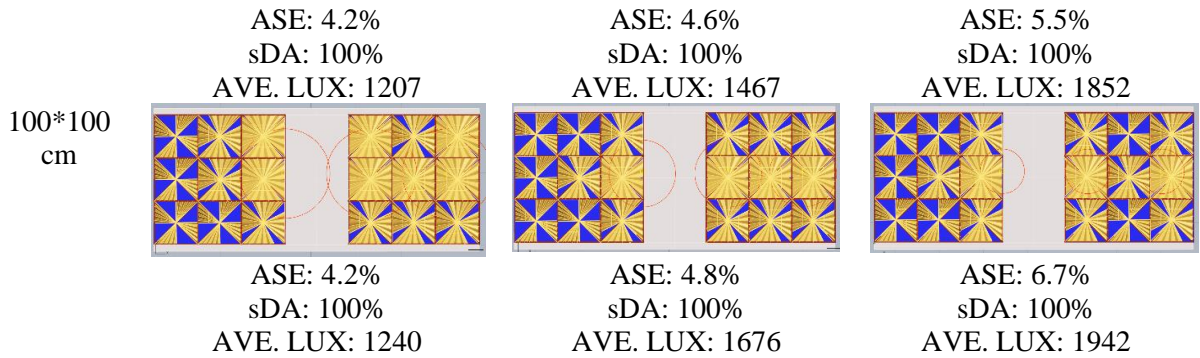 ASE: 4.2%
sDA: 100%
AVE. LUX: 1207
ASE: 4.6%
sDA: 100%
AVE. LUX: 1467
ASE: 5.5%
sDA: 100%
AVE. LUX: 1852
100*100
cm
ASE: 4.2%
sDA: 100%
AVE. LUX: 1240
ASE: 4.8%
sDA: 100%
AVE. LUX: 1676
ASE: 6.7%
sDA: 100%
AVE. LUX: 1942